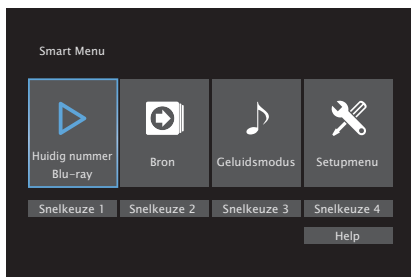 Smart Menu
Huidig nummer
Blu-ray
Bron
Geluidsmodus
Setupmenu
Snelkeuze 1
Snelkeuze 2
Snelkeuze 3
Snelkeuze 4
Help